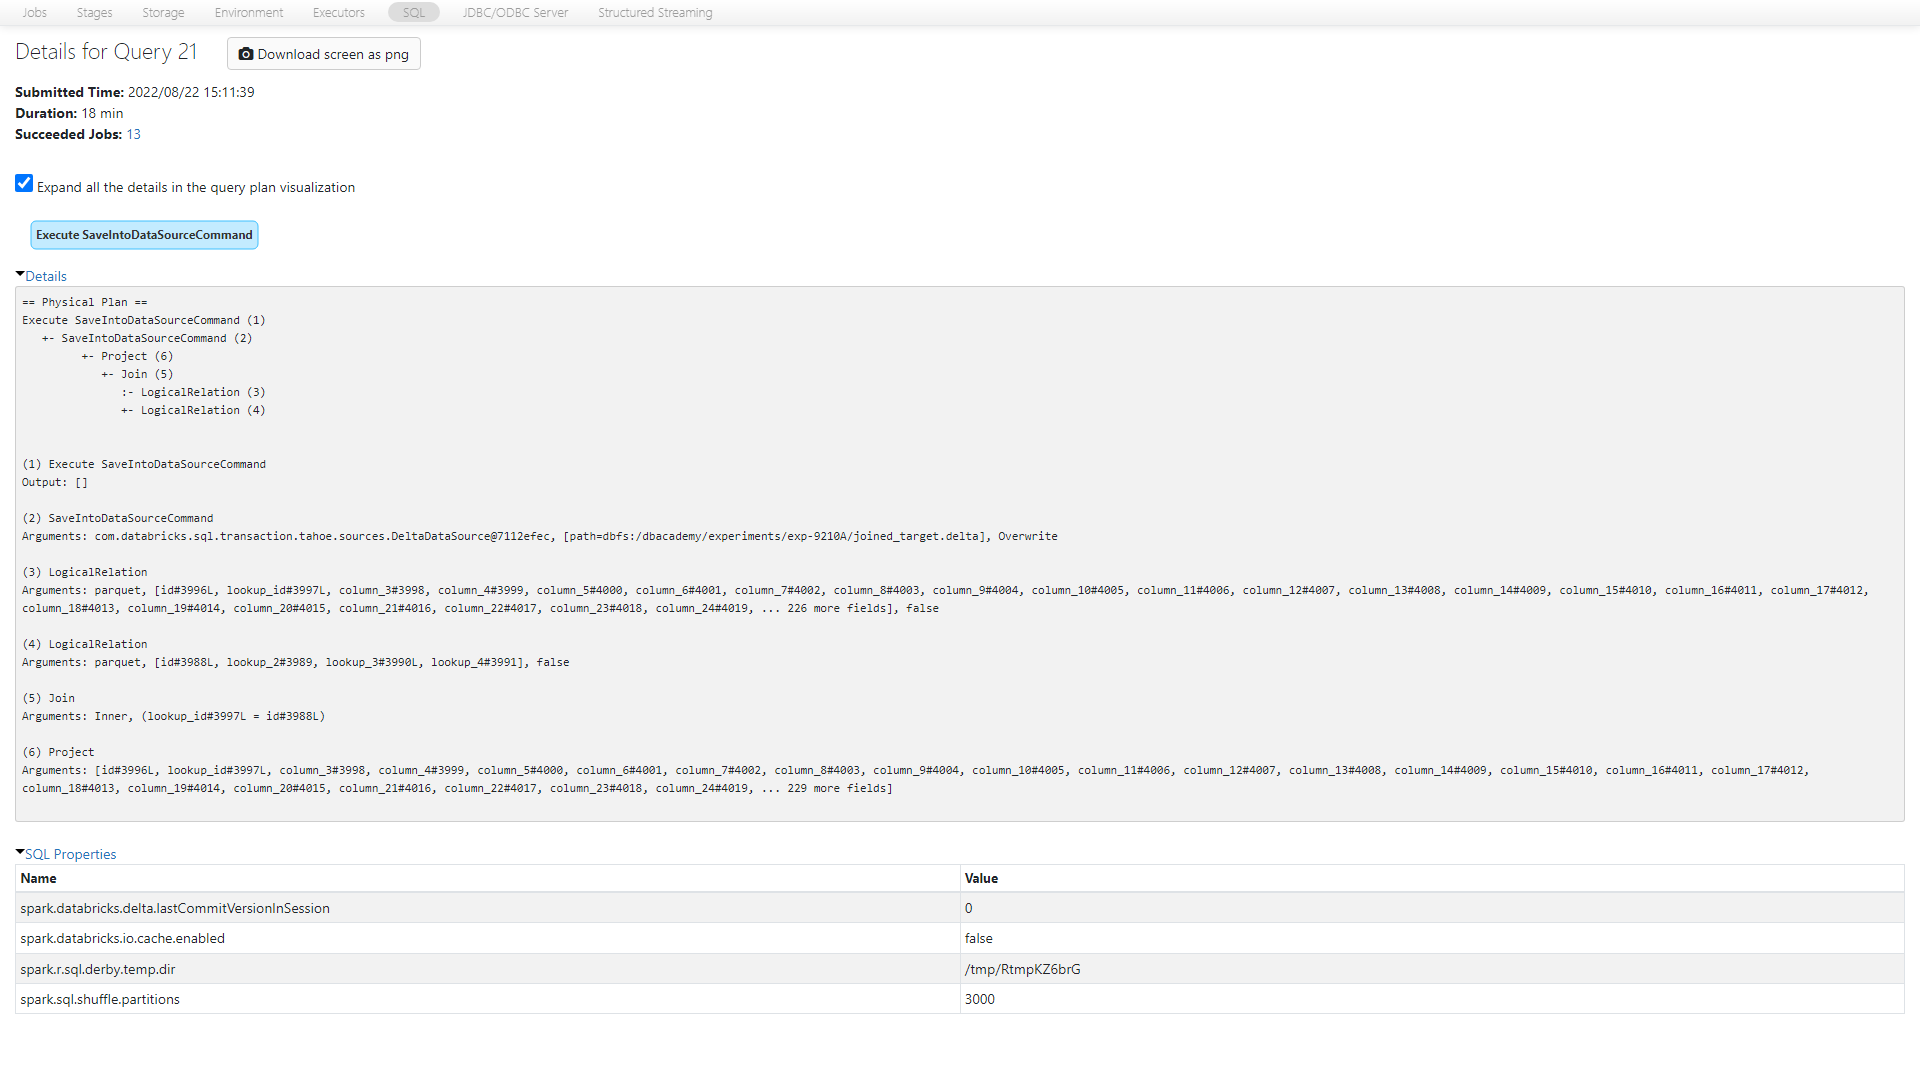 Jobs Stages Storage Environment Executors SQL JDBC/ODBC Server Structured Streaming
Details for Query 21 Download screen as png
Submitted Time: 2022/08/22 15:11:39
Duration: 18 min
Succeeded Jobs: 13
Expand all the details in the query plan visualization
Execute SaveIntoDataSourceCommand
Details
== Physical Plan ==
Execute SaveIntoDataSourceCommand (1)
   +- SaveIntoDataSourceCommand (2)
         +- Project (6)
            +- Join (5)
               :- LogicalRelation (3)
               +- LogicalRelation (4)
(1) Execute SaveIntoDataSourceCommand
Output: []
(2) SaveIntoDataSourceCommand
Arguments: com.databricks.sql.transaction.tahoe.sources.DeltaDataSource@7112efec, [path=dbfs:/dbacademy/experiments/exp-9210A/joined_target.delta], Overwrite
(3) LogicalRelation
Arguments: parquet, [id#3996L, lookup_id#3997L, column_3#3998, column_4#3999, column_5#4000, column_6#4001, column_7#4002, column_8#4003, column_9#4004, column_10#4005, column_11#4006, column_12#4007, column_13#4008, column_14#4009, column_15#4010, column_16#4011, column_17#4012,
column_18#4013, column_19#4014, column_20#4015, column_21#4016, column_22#4017, column_23#4018, column_24#4019, ... 226 more fields], false
(4) LogicalRelation
Arguments: parquet, [id#3988L, lookup_2#3989, lookup_3#3990L, lookup_4#3991], false
(5) Join
Arguments: Inner, (lookup_id#3997L = id#3988L)
(6) Project
Arguments: [id#3996L, lookup_id#3997L, column_3#3998, column_4#3999, column_5#4000, column_6#4001, column_7#4002, column_8#4003, column_9#4004, column_10#4005, column_11#4006, column_12#4007, column_13#4008, column_14#4009, column_15#4010, column_16#4011, column_17#4012,
column_18#4013, column_19#4014, column_20#4015, column_21#4016, column_22#4017, column_23#4018, column_24#4019, ... 229 more fields]
SQL Properties
Name Value
spark.databricks.delta.lastCommitVersionInSession 0
spark.databricks.io.cache.enabled false
spark.r.sql.derby.temp.dir /tmp/RtmpKZ6brG
spark.sql.shuffle.partitions 3000